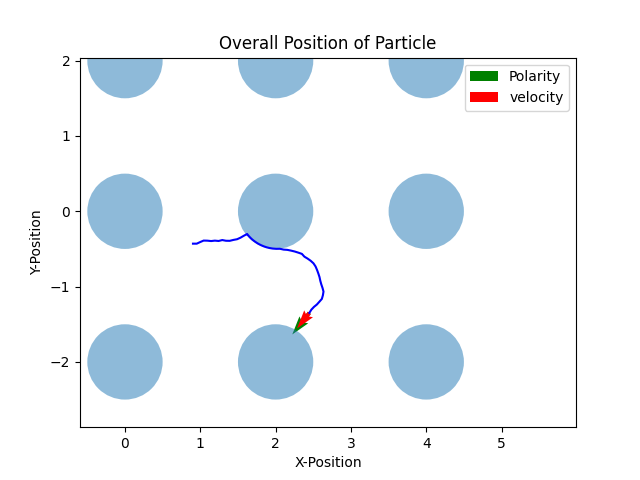 Overall Position of Particle
Polarity
velocity
2
1
0
−1
−2
Y-Position
0 1 2 3 4 5
X-Position